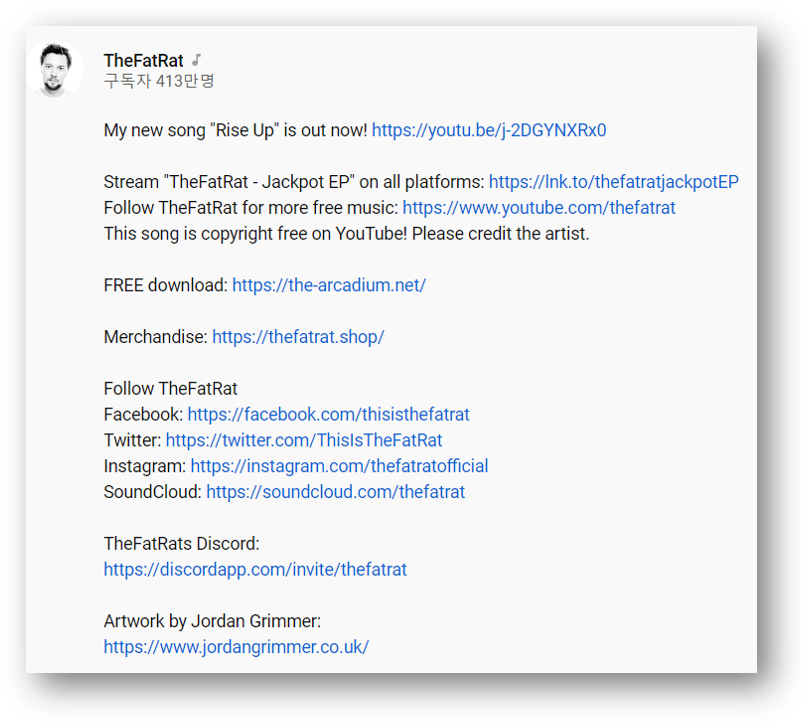 TheFatRat
구독자 413만명
My new song "Rise Up" is out now! https://youtu.be/j-2DGYNXRx0
Stream "TheFatRat - Jackpot EP" on all platforms: https://lnk.to/thefatratjackpotEP
Follow TheFatRat for more free music: https://www.youtube.com/thefatrat
This song is copyright free on YouTube! Please credit the artist.
FREE download: https://the-arcadium.net/
Merchandise: https://thefatrat.shop/
Follow TheFatRat
Facebook: https://facebook.com/thisisthefatrat
Twitter: https://twitter.com/ThisIsTheFatRat
Instagram: https://instagram.com/thefatratofficial
SoundCloud: https://soundcloud.com/thefatrat
TheFatRats Discord:
https://discordapp.com/invite/thefatrat
Artwork by Jordan Grimmer:
https://www.jordangrimmer.co.uk/